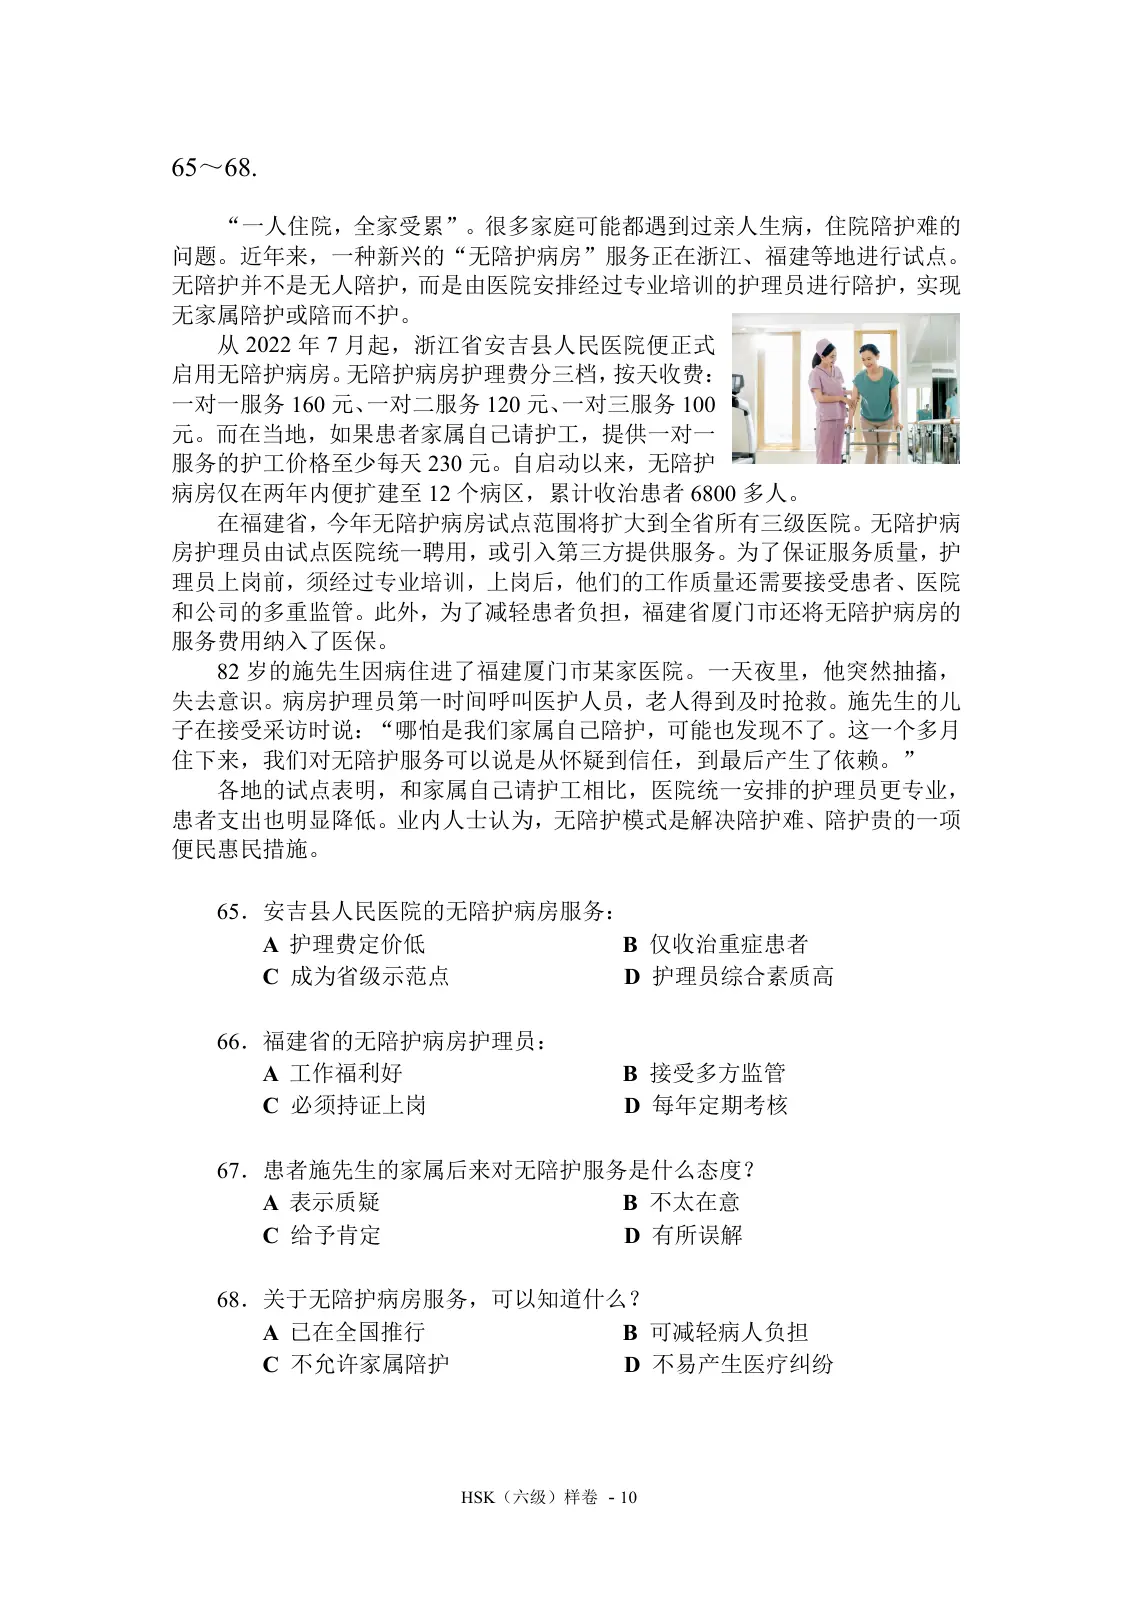 65～68.
“一人住院，全家受累”。很多家庭可能都遇到过亲人生病，住院陪护难的
问题。近年来，一种新兴的“无陪护病房”服务正在浙江、福建等地进行试点。
无陪护并不是无人陪护，而是由医院安排经过专业培训的护理员进行陪护，实现
无家属陪护或陪而不护。
从 2022 年 7 月起，浙江省安吉县人民医院便正式
启用无陪护病房。无陪护病房护理费分三档，按天收费：
一对一服务 160 元、一对二服务 120 元、一对三服务 100
元。而在当地，如果患者家属自己请护工，提供一对一
服务的护工价格至少每天 230 元。自启动以来，无陪护
病房仅在两年内便扩建至 12 个病区，累计收治患者 6800 多人。
在福建省，今年无陪护病房试点范围将扩大到全省所有三级医院。无陪护病
房护理员由试点医院统一聘用，或引入第三方提供服务。为了保证服务质量，护
理员上岗前，须经过专业培训，上岗后，他们的工作质量还需要接受患者、医院
和公司的多重监管。此外，为了减轻患者负担，福建省厦门市还将无陪护病房的
服务费用纳入了医保。
82 岁的施先生因病住进了福建厦门市某家医院。一天夜里，他突然抽搐，
失去意识。病房护理员第一时间呼叫医护人员，老人得到及时抢救。施先生的儿
子在接受采访时说：“哪怕是我们家属自己陪护，可能也发现不了。这一个多月
住下来，我们对无陪护服务可以说是从怀疑到信任，到最后产生了依赖。”
各地的试点表明，和家属自己请护工相比，医院统一安排的护理员更专业，
患者支出也明显降低。业内人士认为，无陪护模式是解决陪护难、陪护贵的一项
便民惠民措施。
65．安吉县人民医院的无陪护病房服务：
A 护理费定价低 B 仅收治重症患者
C 成为省级示范点 D 护理员综合素质高
66．福建省的无陪护病房护理员：
A 工作福利好 B 接受多方监管
C 必须持证上岗 D 每年定期考核
67．患者施先生的家属后来对无陪护服务是什么态度？
A 表示质疑 B 不太在意
C 给予肯定 D 有所误解
68．关于无陪护病房服务，可以知道什么？
A 已在全国推行 B 可减轻病人负担
C 不允许家属陪护 D 不易产生医疗纠纷
HSK（六级）样卷 - 10